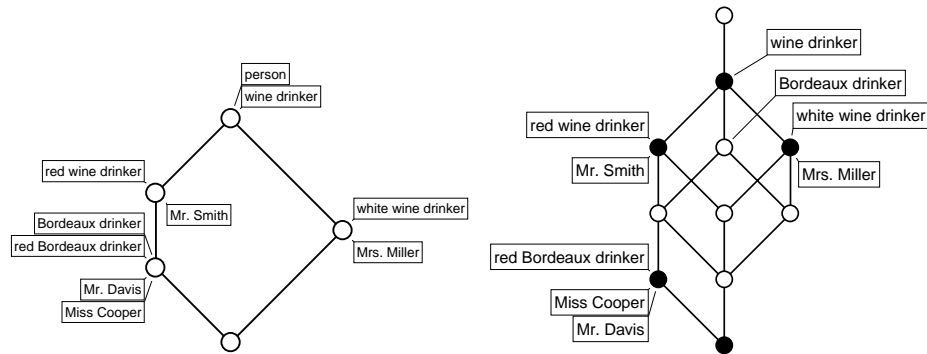 person
wine drinker
red wine drinker
Mr. Smith
Bordeaux drinker
red Bordeaux drinker
Mr. Davis
Miss Cooper
white wine drinker
Mrs. Miller
wine drinker
Bordeaux drinker
red wine drinker
white wine drinker
Mr. Smith
Mrs. Miller
red Bordeaux drinker
Miss Cooper
Mr. Davis